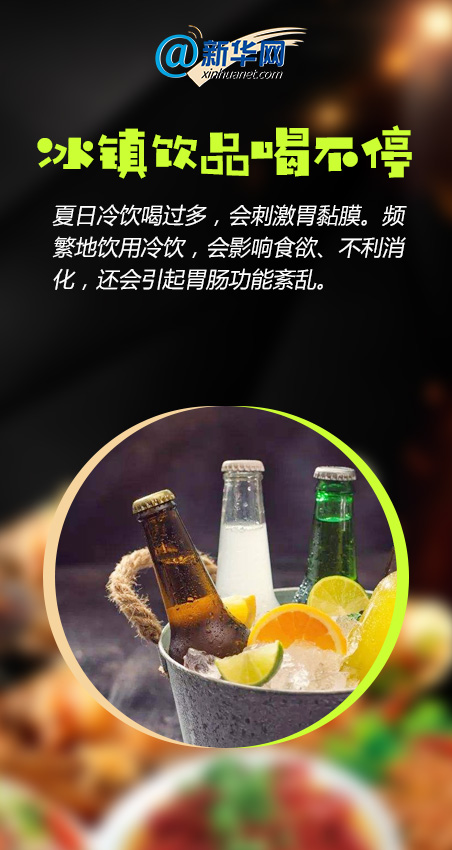 @新华网
xinhuanet.com
冰镇饮品喝不停
夏日冷饮喝过多，会刺激胃黏膜。频
繁地饮用冷饮，会影响食欲、不利消
化，还会引起胃肠功能紊乱。